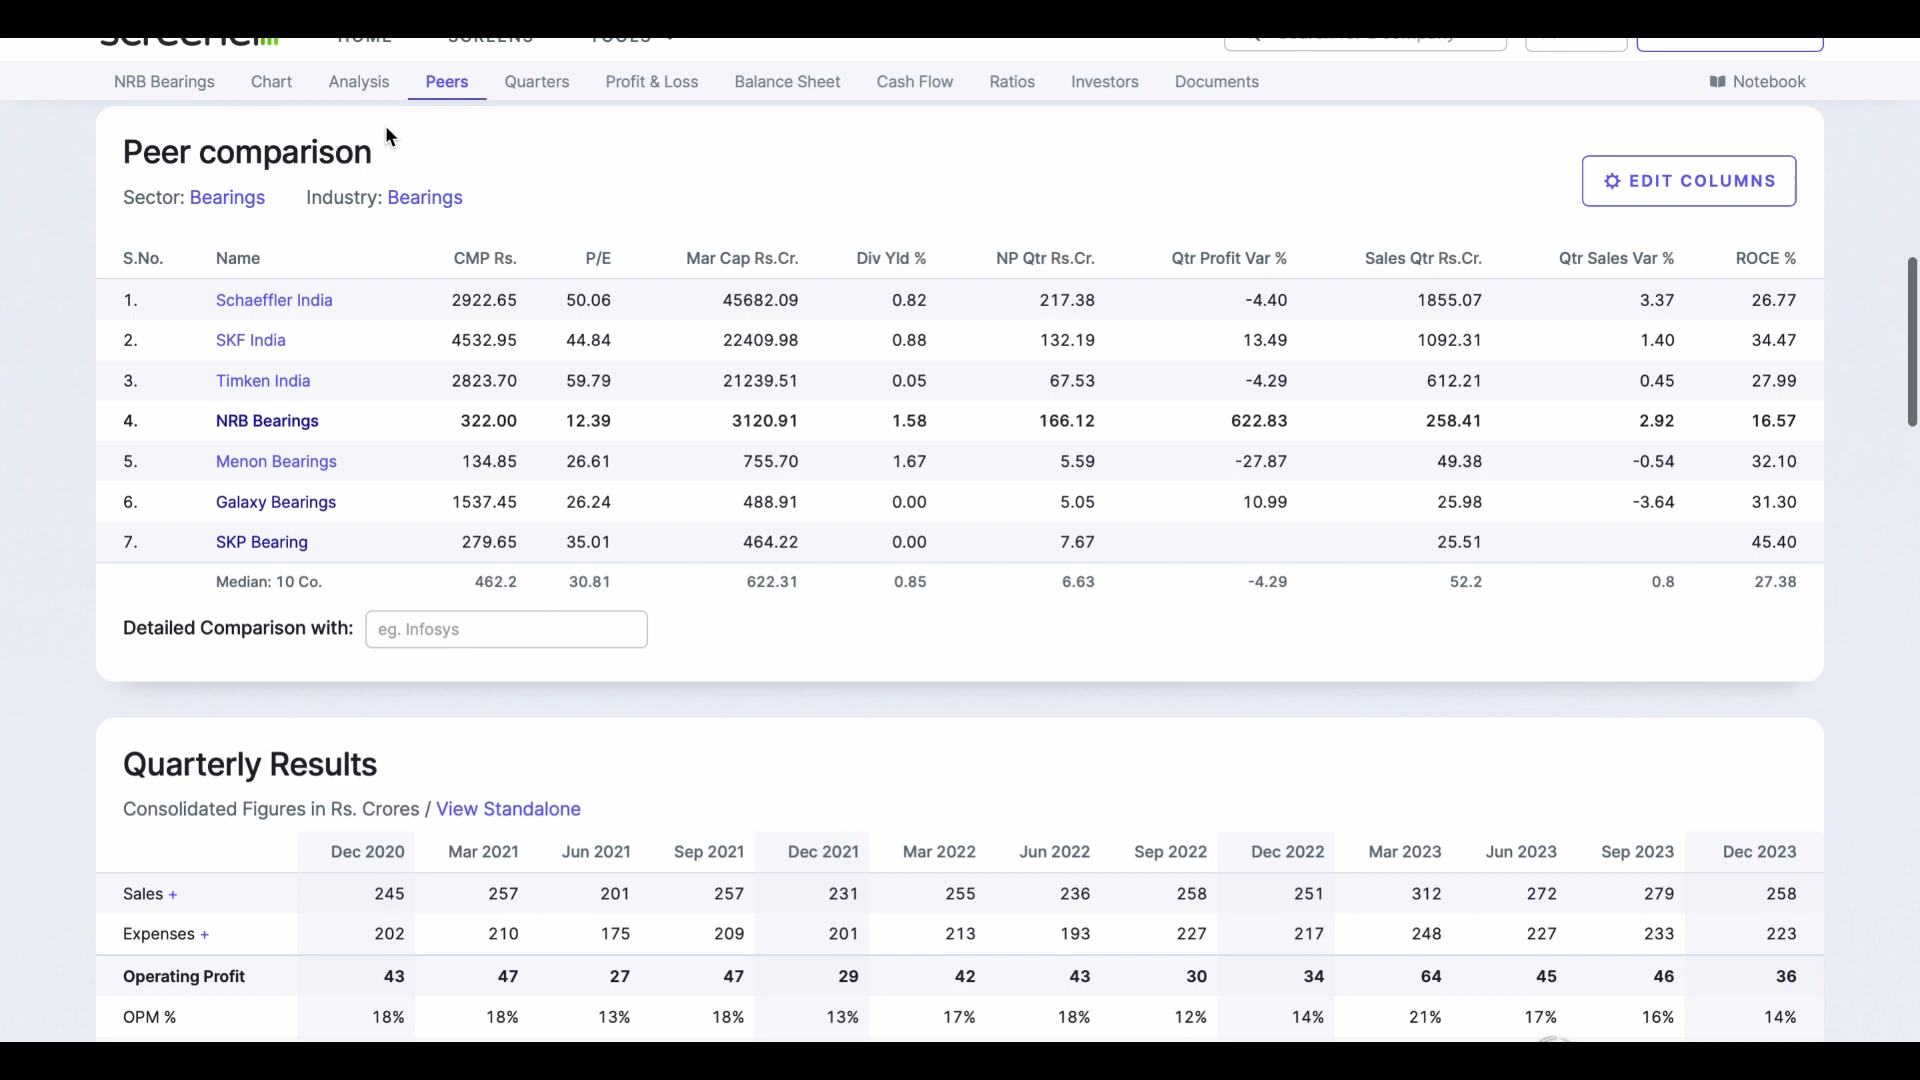 NRB Bearings Chart Analysis Peers Quarters Profit & Loss Balance Sheet Cash Flow Ratios Investors Documents Notebook
Peer comparison
Sector: Bearings Industry: Bearings
EDIT COLUMNS
S.No. Name CMP Rs. P/E Mar Cap Rs.Cr. Div Yld % NP Qtr Rs.Cr. Qtr Profit Var % Sales Qtr Rs.Cr. Qtr Sales Var % ROCE %
1. Schaeffler India 2922.65 50.06 45682.09 0.82 217.38 -4.40 1855.07 3.37 26.77
2. SKF India 4532.95 44.84 22409.98 0.88 132.19 13.49 1092.31 1.40 34.47
3. Timken India 2823.70 59.79 21239.51 0.05 67.53 -4.29 612.21 0.45 27.99
4. NRB Bearings 322.00 12.39 3120.91 1.58 166.12 622.83 258.41 2.92 16.57
5. Menon Bearings 134.85 26.61 755.70 1.67 5.59 -27.87 49.38 -0.54 32.10
6. Galaxy Bearings 1537.45 26.24 488.91 0.00 5.05 10.99 25.98 -3.64 31.30
7. SKP Bearing 279.65 35.01 464.22 0.00 7.67 25.51 45.40
Median: 10 Co. 462.2 30.81 622.31 0.85 6.63 -4.29 52.2 0.8 27.38
Detailed Comparison with: eg. Infosys
Quarterly Results
Consolidated Figures in Rs. Crores / View Standalone
Dec 2020 Mar 2021 Jun 2021 Sep 2021 Dec 2021 Mar 2022 Jun 2022 Sep 2022 Dec 2022 Mar 2023 Jun 2023 Sep 2023 Dec 2023
Sales + 245 257 201 257 231 255 236 258 251 312 272 279 258
Expenses + 202 210 175 209 201 213 193 227 217 248 227 233 223
Operating Profit 43 47 27 47 29 42 43 30 34 64 45 46 36
OPM % 18% 18% 13% 18% 13% 17% 18% 12% 14% 21% 17% 16% 14%